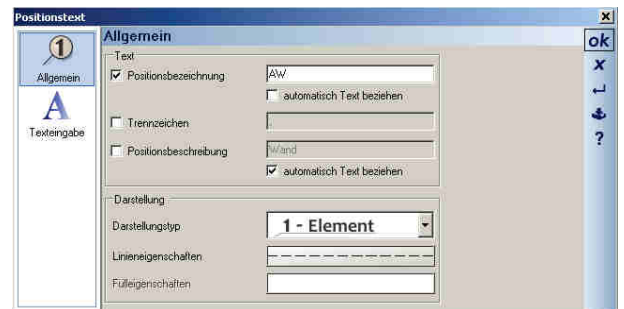 Positionstext
Allgemein
Allgemein
Texteingabe
Text
Positionsbezeichnung AW
automatisch Text beziehen
Trennzeichen .
Positionsbeschreibung Wand
automatisch Text beziehen
Darstellung
Darstellungstyp 1 - Element
Linieneigenschaften
Fülleigenschaften
ok
x
?